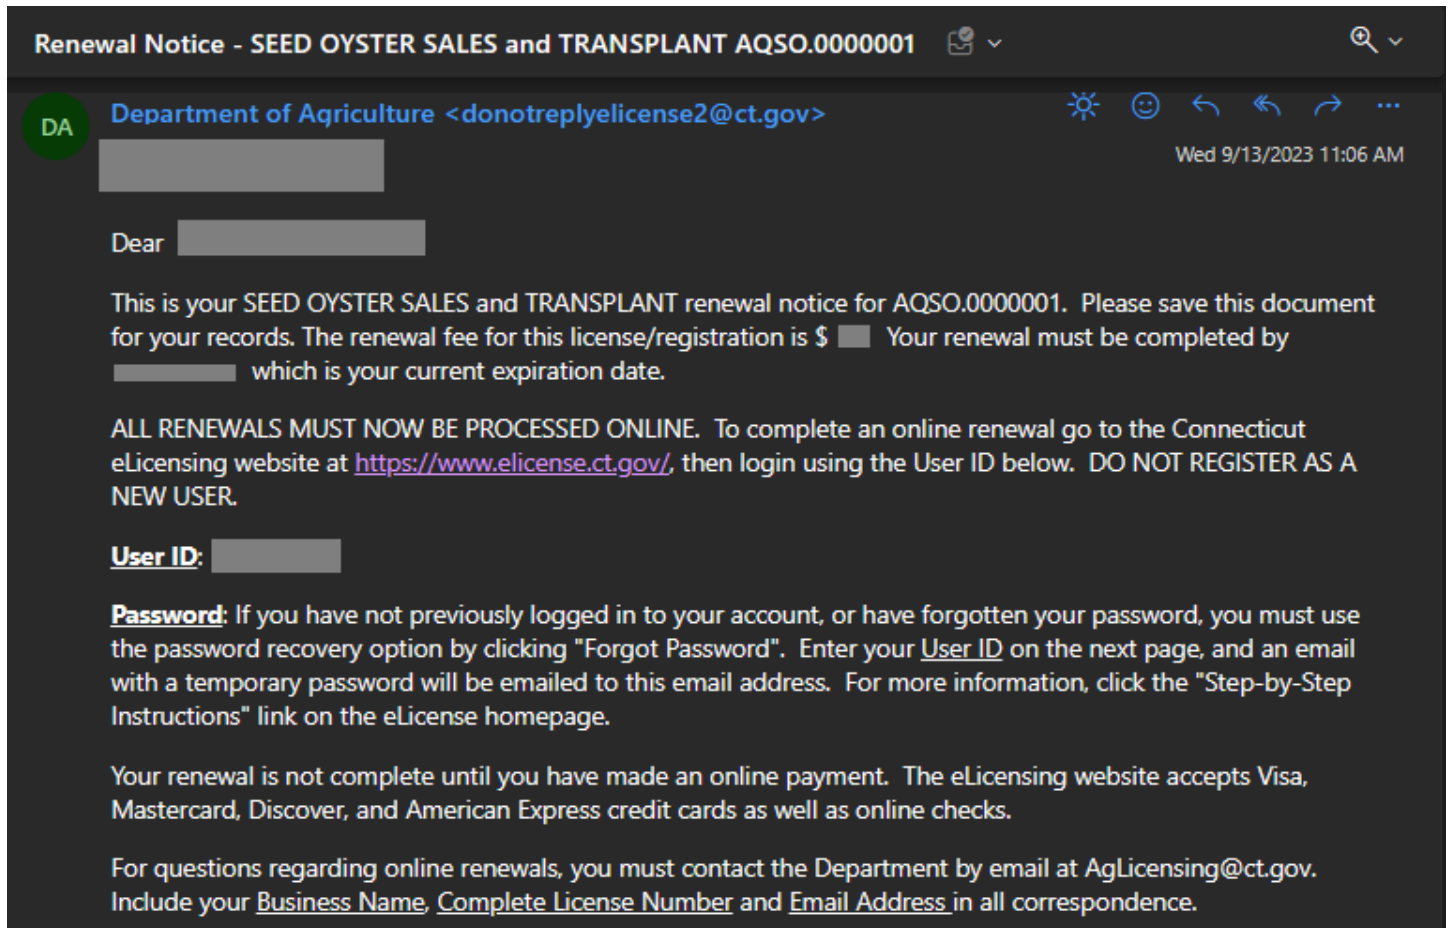 Renewal Notice - SEED OYSTER SALES and TRANSPLANT AQSO.0000001
DA
Department of Agriculture <donotreplyelicense2@ct.gov>
Wed 9/13/2023 11:06 AM
Dear
This is your SEED OYSTER SALES and TRANSPLANT renewal notice for AQSO.0000001.  Please save this document
for your records. The renewal fee for this license/registration is $ Your renewal must be completed by
which is your current expiration date.
ALL RENEWALS MUST NOW BE PROCESSED ONLINE.  To complete an online renewal go to the Connecticut
eLicensing website at https://www.elicense.ct.gov/, then login using the User ID below.  DO NOT REGISTER AS A
NEW USER.
User ID:
Password: If you have not previously logged in to your account, or have forgotten your password, you must use
the password recovery option by clicking "Forgot Password".  Enter your User ID on the next page, and an email
with a temporary password will be emailed to this email address.  For more information, click the "Step-by-Step
Instructions" link on the eLicense homepage.
Your renewal is not complete until you have made an online payment.  The eLicensing website accepts Visa,
Mastercard, Discover, and American Express credit cards as well as online checks.
For questions regarding online renewals, you must contact the Department by email at AgLicensing@ct.gov.
Include your Business Name, Complete License Number and Email Address in all correspondence.